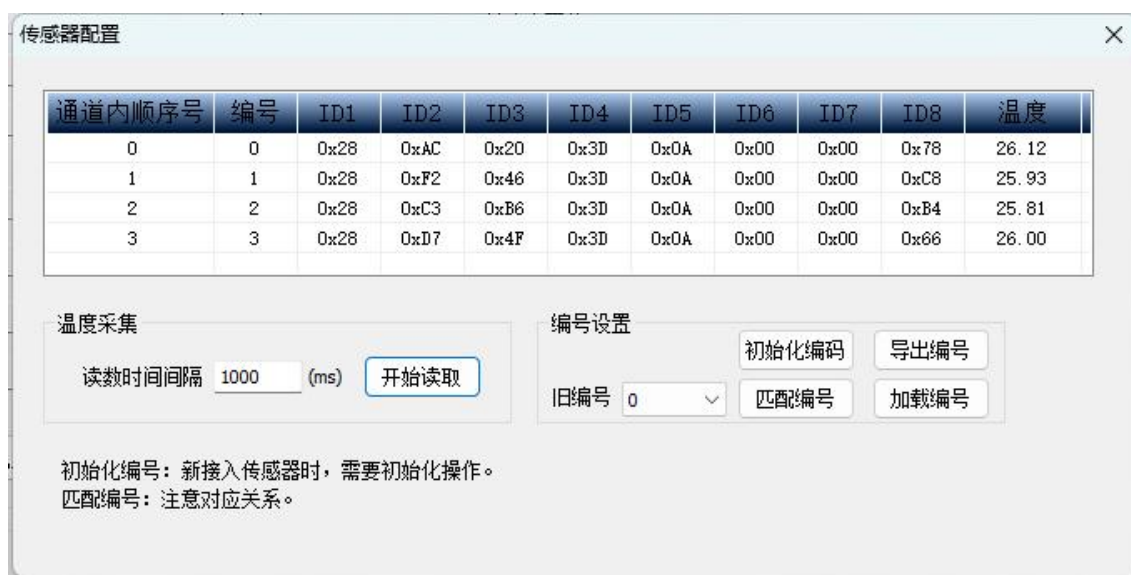 传感器配置
通道内顺序号 编号 ID1 ID2 ID3 ID4 ID5 ID6 ID7 ID8 温度
0 0 0x28 0xAC 0x20 0x3D 0x0A 0x00 0x00 0x78 26.12
1 1 0x28 0xF2 0x46 0x3D 0x0A 0x00 0x00 0xC8 25.93
2 2 0x28 0xC3 0xB6 0x3D 0x0A 0x00 0x00 0xB4 25.81
3 3 0x28 0xD7 0x4F 0x3D 0x0A 0x00 0x00 0x66 26.00
温度采集
读数时间间隔 1000 (ms) 开始读取
编号设置
初始化编码 导出编号
旧编号 0 匹配编号 加载编号
初始化编号：新接入传感器时，需要初始化操作。
匹配编号：注意对应关系。